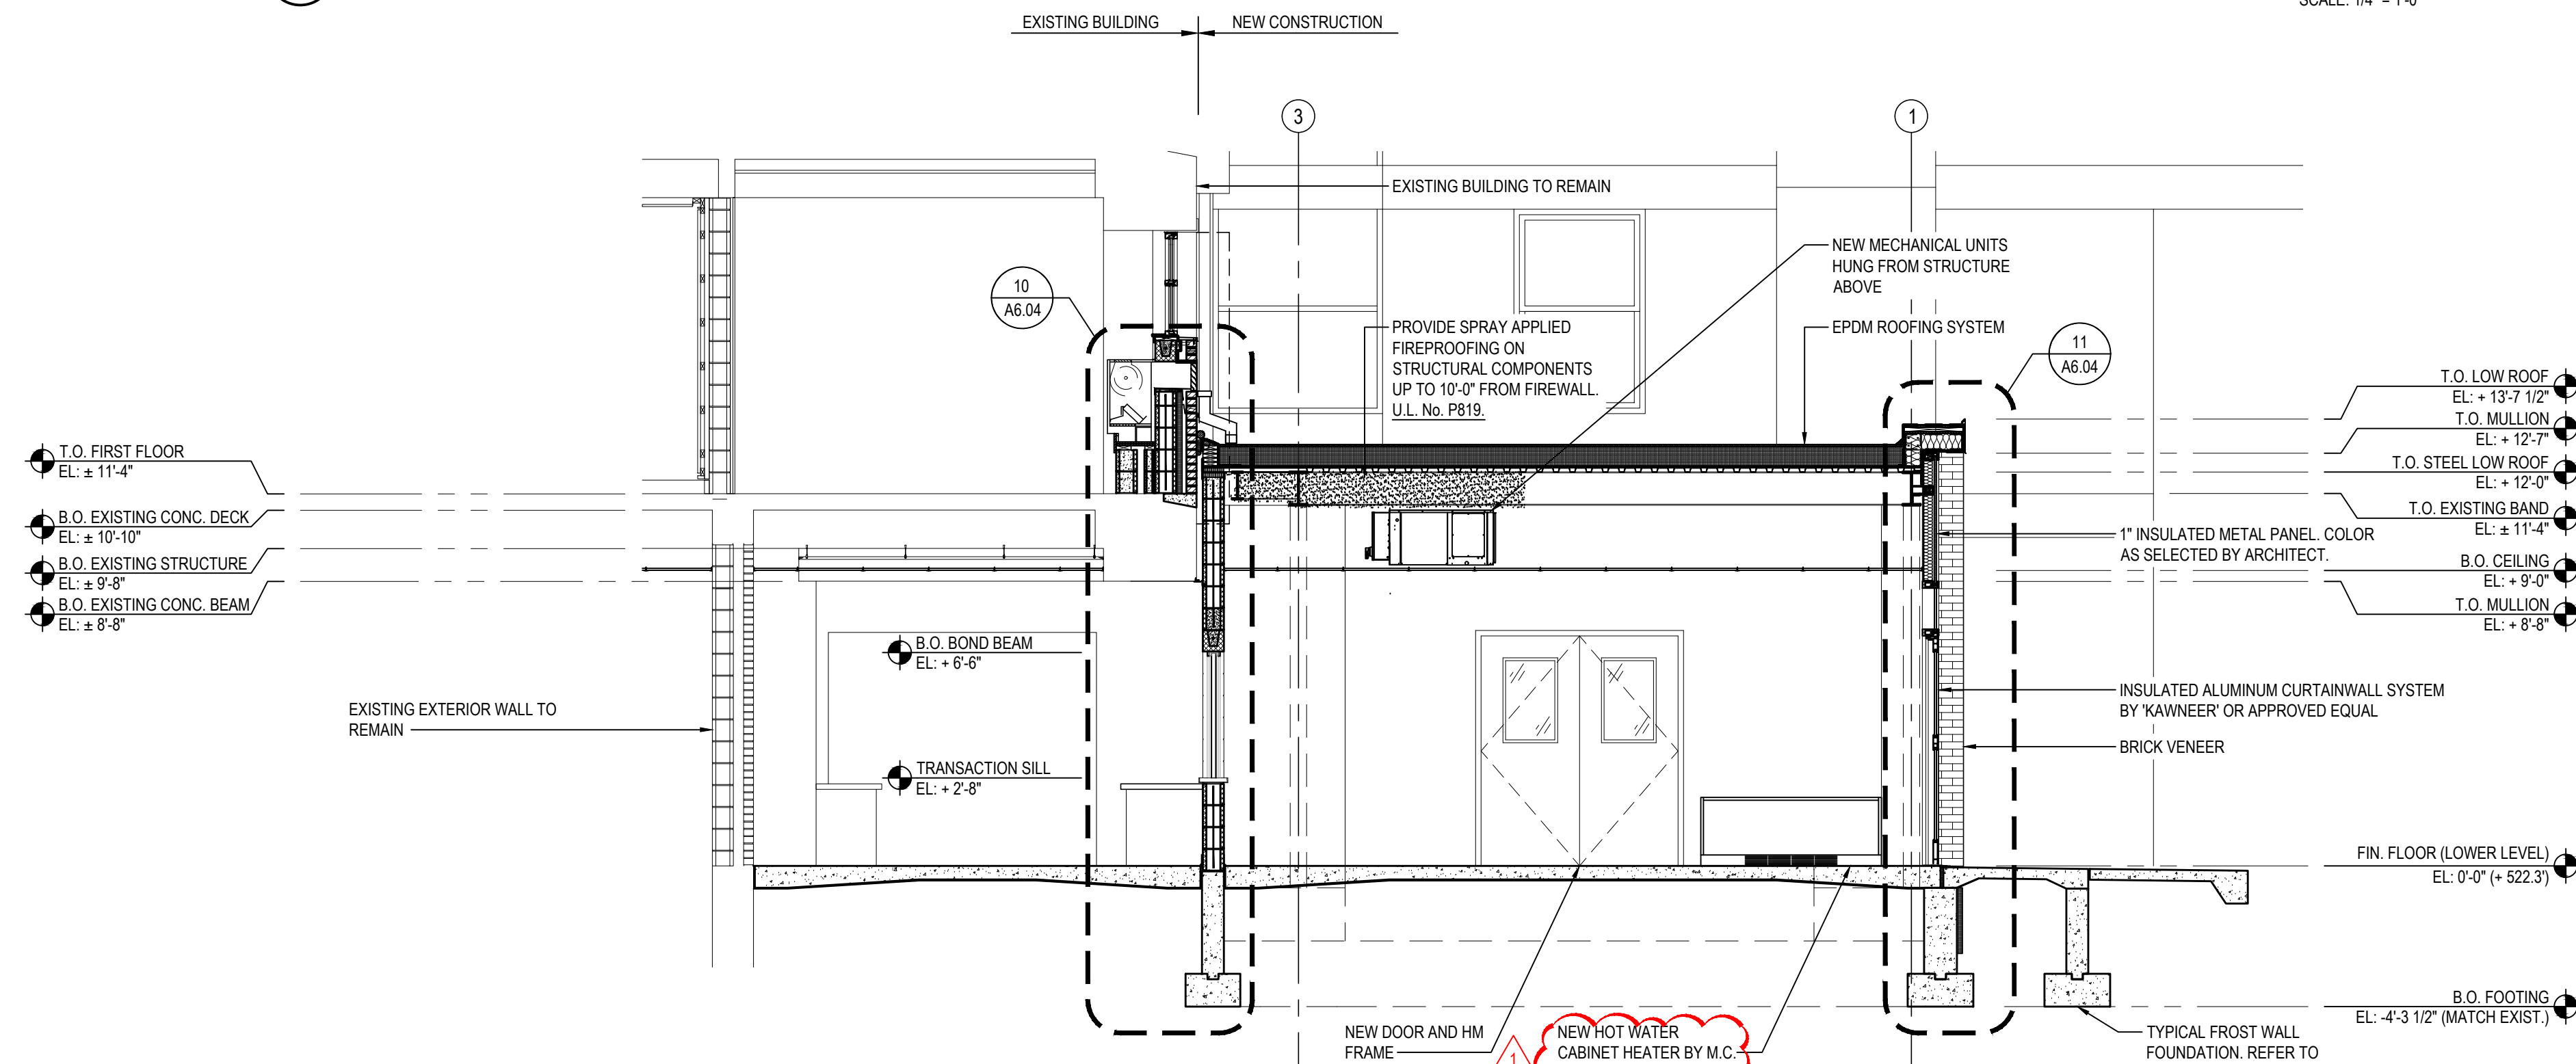 SCALE: 1/4" = 1'-0"
EXISTING BUILDING
NEW CONSTRUCTION
3
1
EXISTING BUILDING TO REMAIN
NEW MECHANICAL UNITS
HUNG FROM STRUCTURE
ABOVE
10
A6.04
PROVIDE SPRAY APPLIED
FIREPROOFING ON
STRUCTURAL COMPONENTS
UP TO 10'-0" FROM FIREWALL.
U.L. No. P819.
EPDM ROOFING SYSTEM
11
A6.04
T.O. LOW ROOF
EL: + 13'-7 1/2"
T.O. MULLION
EL: + 12'-7"
T.O. STEEL LOW ROOF
EL: + 12'-0"
T.O. EXISTING BAND
EL: ± 11'-4"
B.O. CEILING
EL: + 9'-0"
T.O. MULLION
EL: + 8'-8"
T.O. FIRST FLOOR
EL: ± 11'-4"
B.O. EXISTING CONC. DECK
EL: ± 10'-10"
B.O. EXISTING STRUCTURE
EL: ± 9'-8"
B.O. EXISTING CONC. BEAM
EL: ± 8'-8"
1" INSULATED METAL PANEL. COLOR
AS SELECTED BY ARCHITECT.
B.O. BOND BEAM
EL: + 6'-6"
EXISTING EXTERIOR WALL TO
REMAIN
INSULATED ALUMINUM CURTAINWALL SYSTEM
BY 'KAWNEER' OR APPROVED EQUAL
BRICK VENEER
TRANSACTION SILL
EL: + 2'-8"
FIN. FLOOR (LOWER LEVEL)
EL: 0'-0" (+ 522.3')
B.O. FOOTING
EL: -4'-3 1/2" (MATCH EXIST.)
NEW DOOR AND HM
FRAME
1
NEW HOT WATER
CABINET HEATER BY M.C.
TYPICAL FROST WALL
FOUNDATION. REFER TO